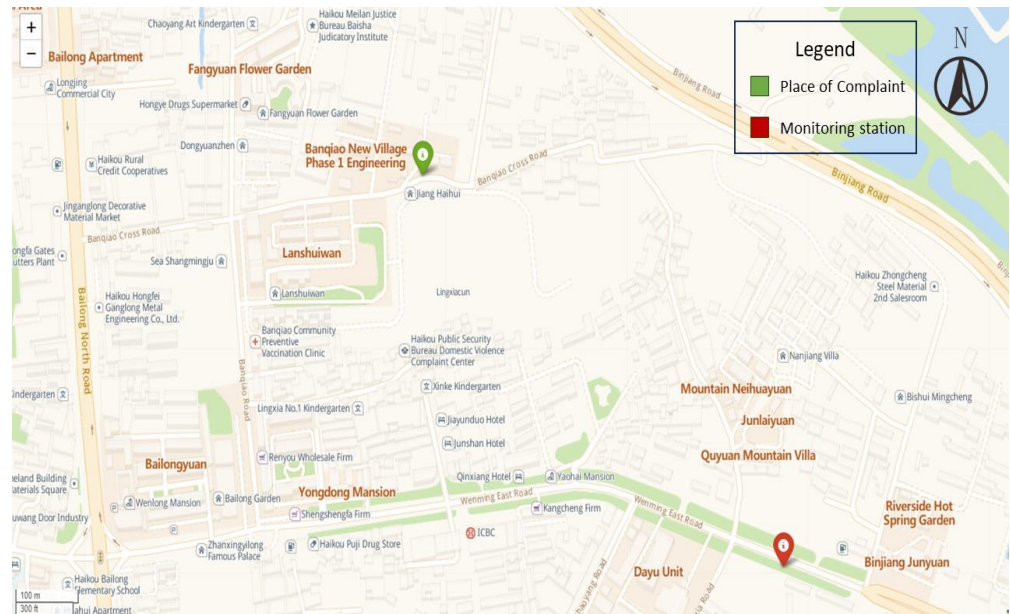 Area
Chaoyang Art Kindergarten
Haikou Meilan Justice
Bureau Baisha
Judicatory Institute
+
−
Bailong Apartment
Fangyuan Flower Garden
Longjing
Commercial City
Hongye Drugs Supermarket
Fangyuan Flower Garden
Binjiang Road
Legend
Place of Complaint
Monitoring station
N
Dongyuanzhen
Banqiao New Village
Phase 1 Engineering
Haikou Rural
Credit Cooperatives
Banqiao Cross Road
Jiang Haihui
Binjiang Road
Jinganglong Decorative
Material Market
Banqiao Cross Road
Lanshuiwan
Sea Shangmingju
ongfa Gates
utters Plant
Lanshuiwan
Lingxiacun
Haikou Zhongcheng
Steel Material
2nd Salesroom
Bailong North Road
Haikou Hongfei
Ganglong Metal
Engineering Co., Ltd.
Banqiao Community
Preventive
Vaccination Clinic
Haikou Public Security
Bureau Domestic Violence
Complaint Center
Nanjiang Villa
Banqiao Road
Xinke Kindergarten
Mountain Neihuayuan
Bishui Mingcheng
indergarten
Lingxia No.1 Kindergarten
Jiayunduo Hotel
Junlaiyuan
Junshan Hotel
Renyou Wholesale Firm
Quyuan Mountain Villa
Bailongyuan
Qinxiang Hotel
Yaohai Mansion
eland Building
aterials Square
Yongdong Mansion
Wenlong Mansion
Bailong Garden
Wenming East Road
Wenming East Road
Kangcheng Firm
Riverside Hot
Spring Garden
uwang Door Industry
P
Shengshengfa Firm
P
ICBC
Zhanxingyilong
Famous Palace
Haikou Puji Drug Store
Binjiang Junyuan
Dayu Unit
Haikou Bailong
Elementary School
Chaoyang Road
100 m
300 ft
ahui Apartment